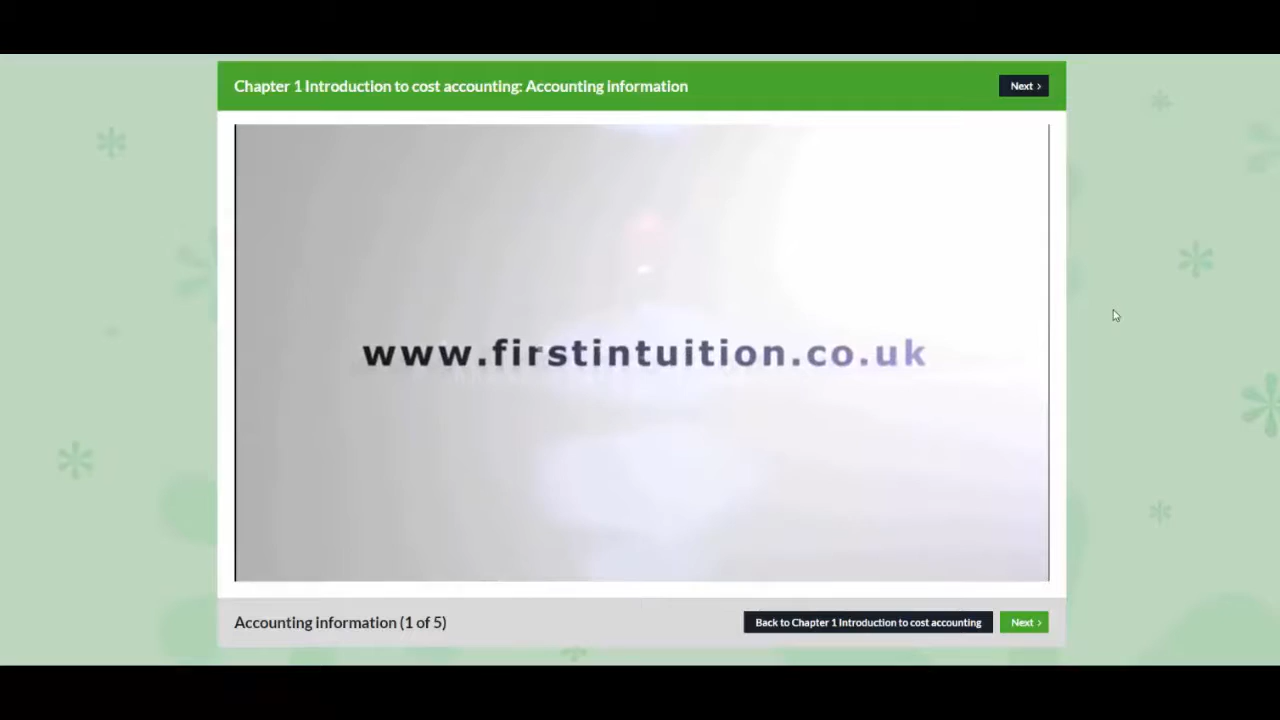 Chapter 1 Introduction to cost accounting: Accounting information
Next >
www.firstintuition.co.uk
Accounting information (1 of 5)
Back to Chapter 1 Introduction to cost accounting
Next >